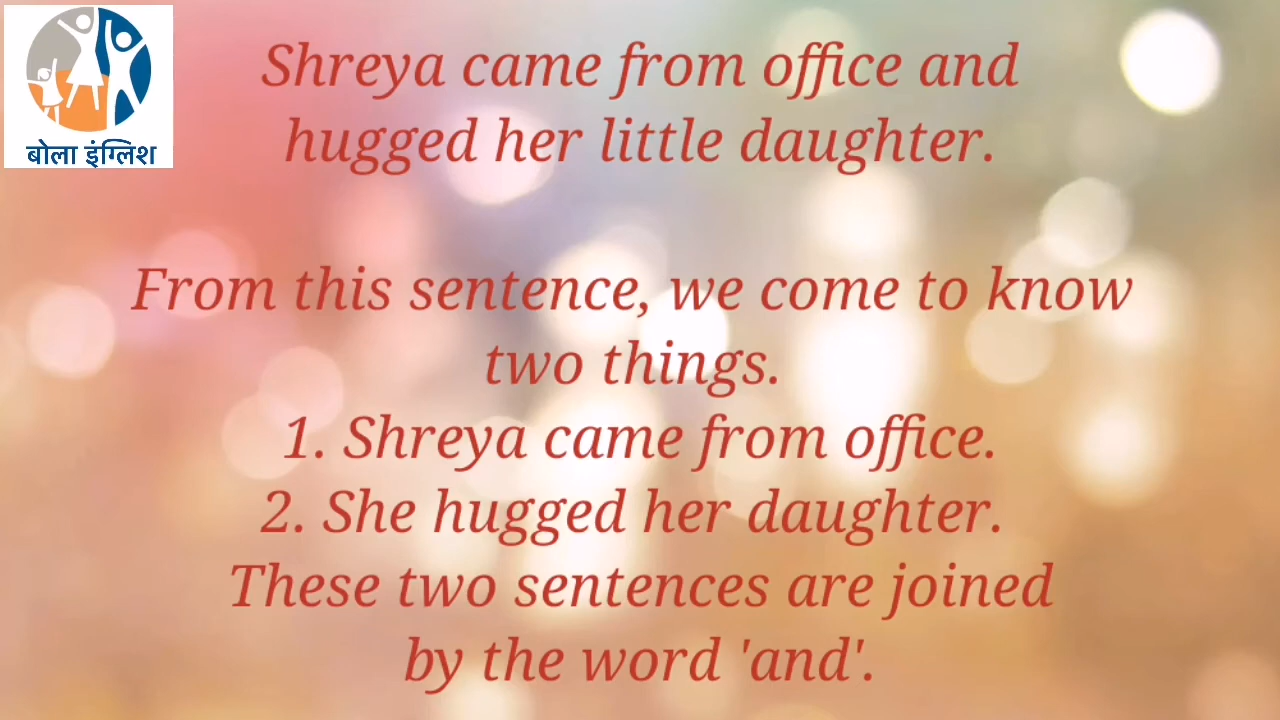 बोला इंग्लिश
Shreya came from office and
hugged her little daughter.
From this sentence, we come to know
two things.
1. Shreya came from office.
2. She hugged her daughter.
These two sentences are joined
by the word 'and'.